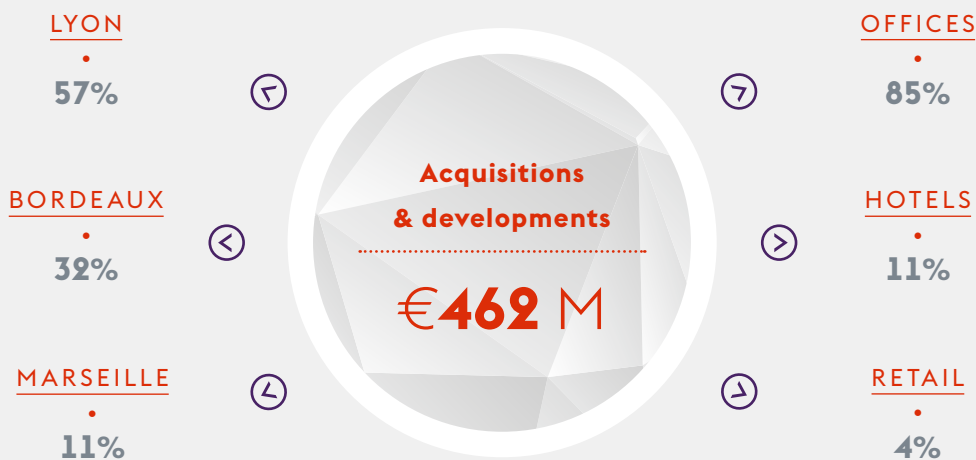 LYON
57%
BORDEAUX
32%
MARSEILLE
11%
Acquisitions
& developments
€462 M
OFFICES
85%
HOTELS
11%
RETAIL
4%